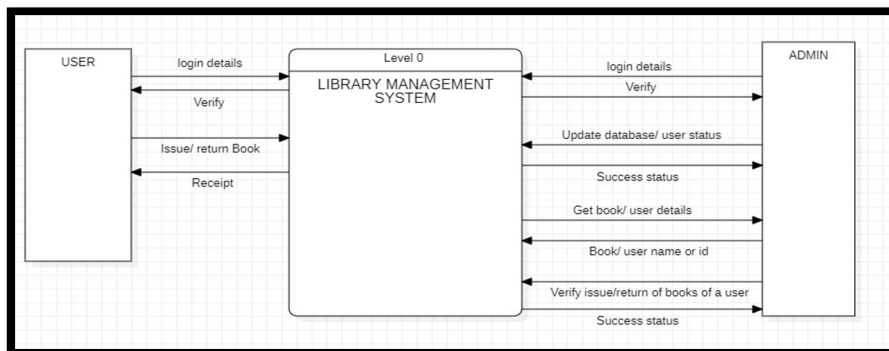 USER
login details
Verify
Issue/ return Book
Receipt
Level 0
LIBRARY MANAGEMENT
SYSTEM
ADMIN
login details
Verify
Update database/ user status
Success status
Get book/ user details
Book/ user name or id
Verify issue/return of books of a user
Success status